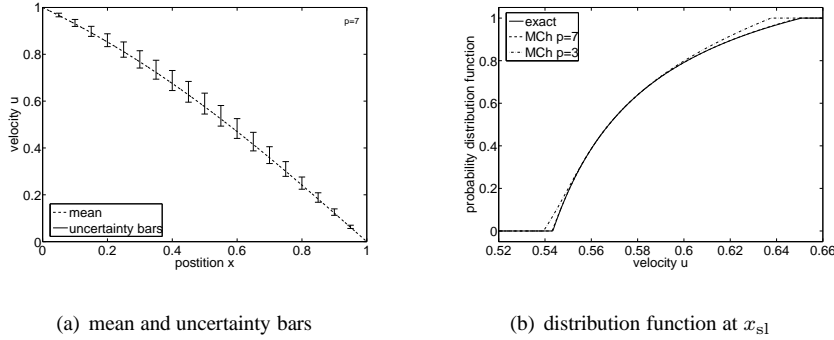 p=7
velocity u
1
0.8
0.6
0.4
0.2
0
mean
uncertainty bars
0 0.2 0.4 0.6 0.8 1
postition x
(a) mean and uncertainty bars
exact
MCh p=7
MCh p=3
probability distribution function
1
0.8
0.6
0.4
0.2
0
0.52 0.54 0.56 0.58 0.6 0.62 0.64 0.66
velocity u
(b) distribution function at x_sl